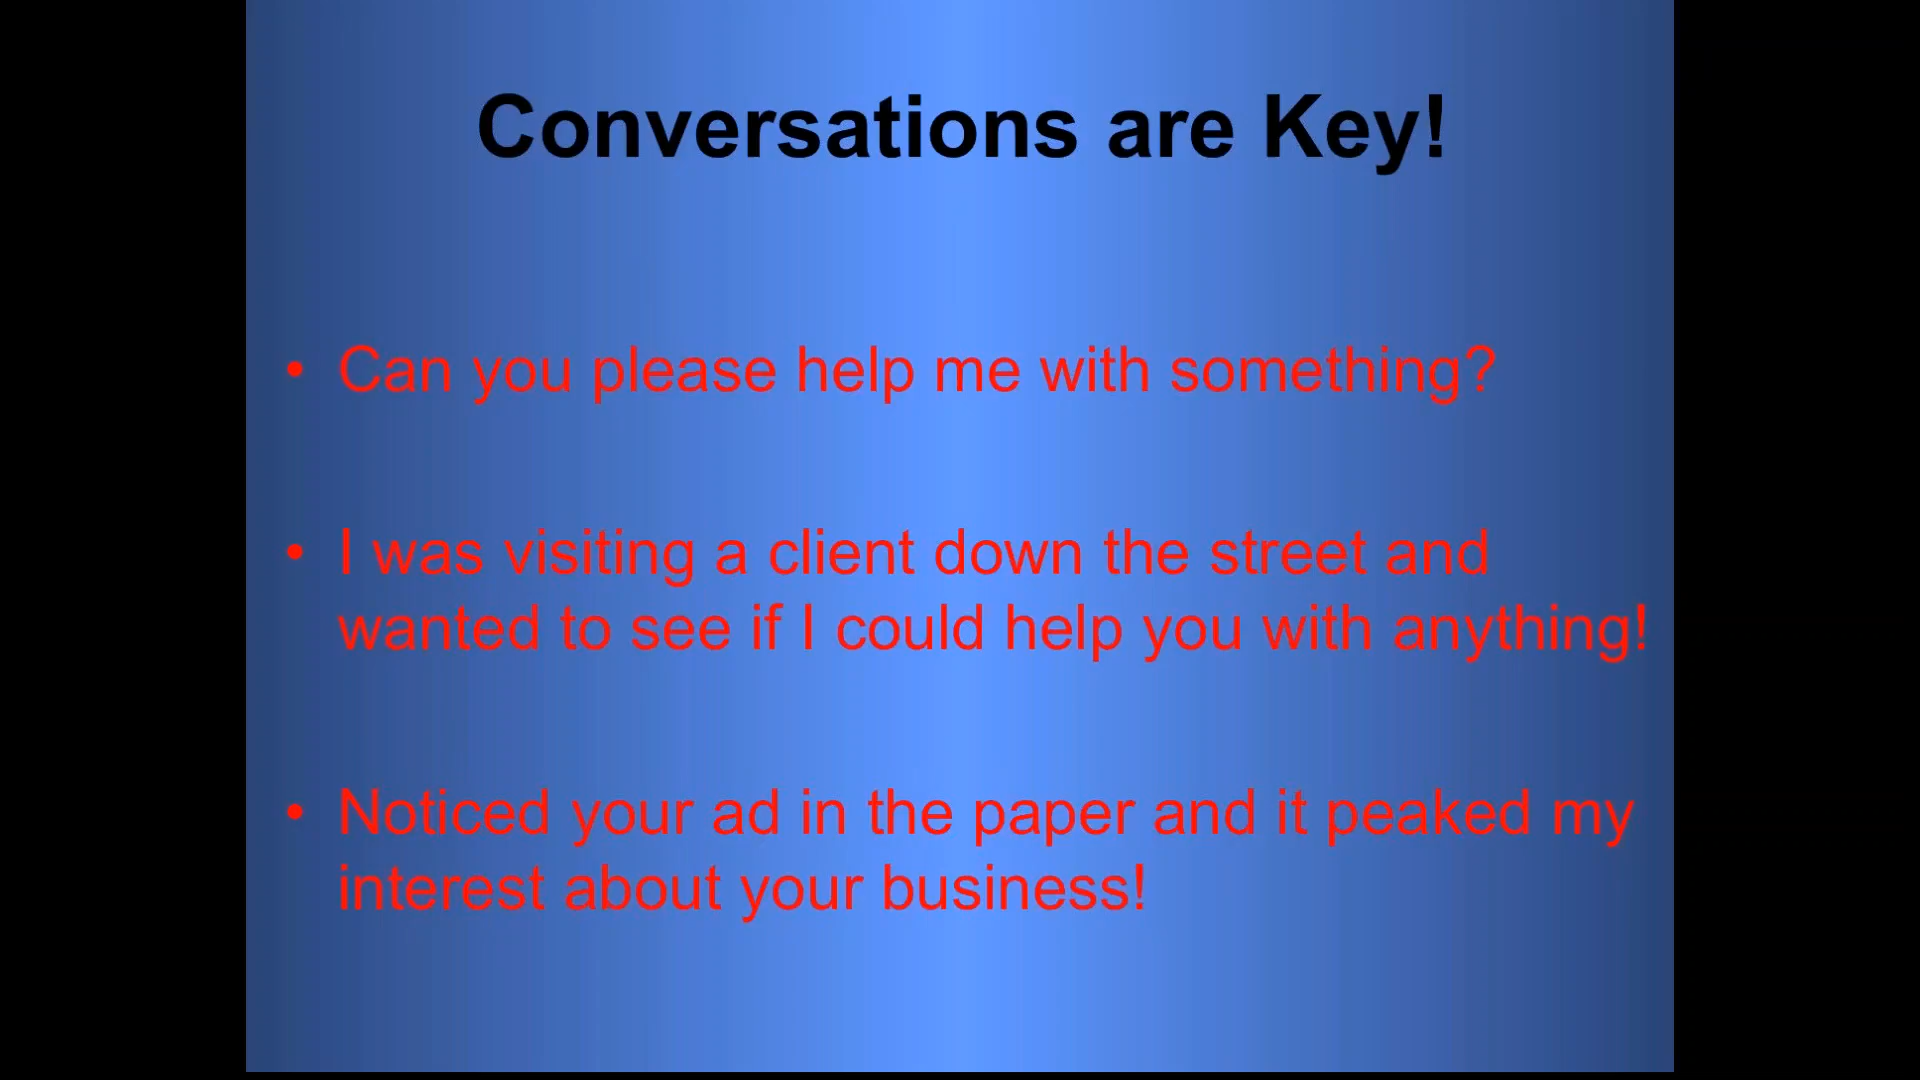 Conversations are Key!
• Can you please help me with something?
• I was visiting a client down the street and
wanted to see if I could help you with anything!
• Noticed your ad in the paper and it peaked my
interest about your business!